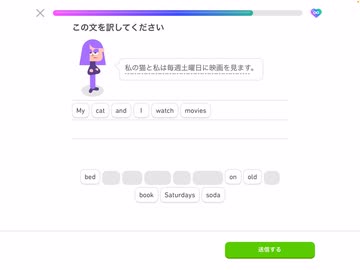 この文を訳してください
私の猫と私は毎週土曜日に映画を見ます。
My cat and I watch movies
bed on old
book Saturdays soda
送信する